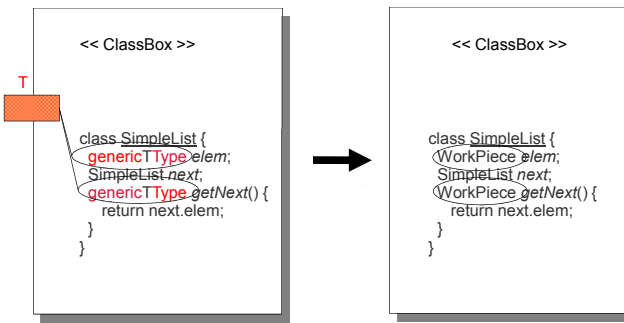 << ClassBox >>
T
class SimpleList {
genericTType elem;
SimpleList next;
genericTType getNext() {
return next.elem;
}
}
<< ClassBox >>
class SimpleList {
WorkPiece elem;
SimpleList next;
WorkPiece getNext() {
return next.elem;
}
}